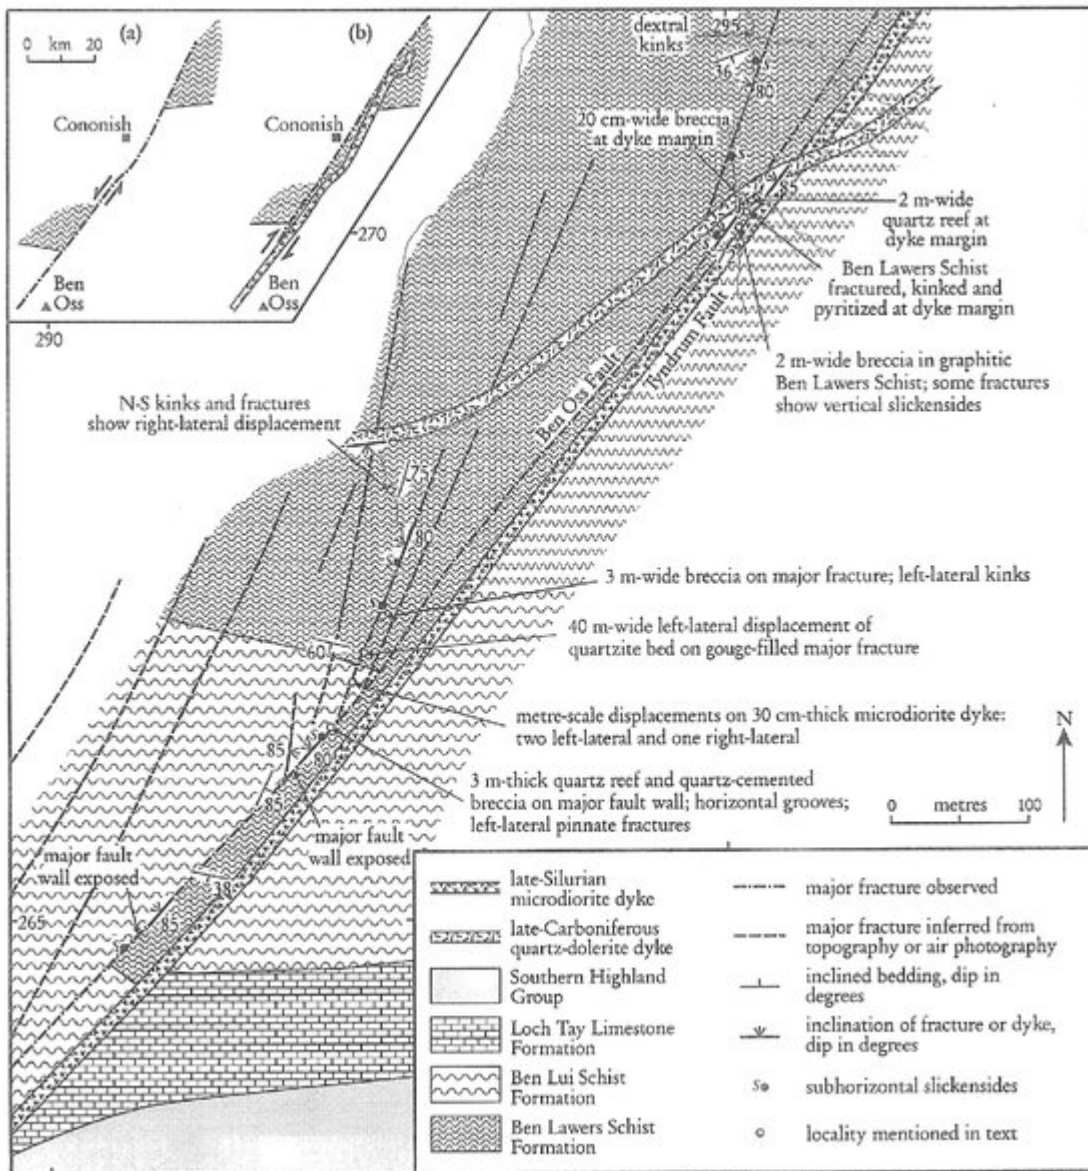 (a)
(b)
0 km 20
Cononish
Cononish
Ben
Oss
Ben
Oss
270
290
295
dextral
kinks
36
80
20 cm-wide breccia
at dyke margin
85
2 m-wide
quartz reef at
dyke margin
Ben Lawers Schist
fractured, kinked and
pyritized at dyke margin
2 m-wide breccia in graphitic
Ben Lawers Schist; some fractures
show vertical slickensides
Ben Oss Fault
Tyndrum Fault
N-S kinks and fractures
show right-lateral displacement
75
80
3 m-wide breccia on major fracture; left-lateral kinks
40 m-wide left-lateral displacement of
quartzite bed on gouge-filled major fracture
60
metre-scale displacements on 30 cm-thick microdiorite dyke:
two left-lateral and one right-lateral
85
80
85
3 m-thick quartz reef and quartz-cemented
breccia on major fault wall; horizontal grooves;
left-lateral pinnate fractures
N
0 metres 100
major fault
wall exposed
major fault
wall exposed
38
85
265
late-Silurian
microdiorite dyke
late-Carboniferous
quartz-dolerite dyke
Southern Highland
Group
Loch Tay Limestone
Formation
Ben Lui Schist
Formation
Ben Lawers Schist
Formation
major fracture observed
major fracture inferred from
topography or air photography
inclined bedding, dip in
degrees
inclination of fracture or dyke,
dip in degrees
s subhorizontal slickensides
locality mentioned in text